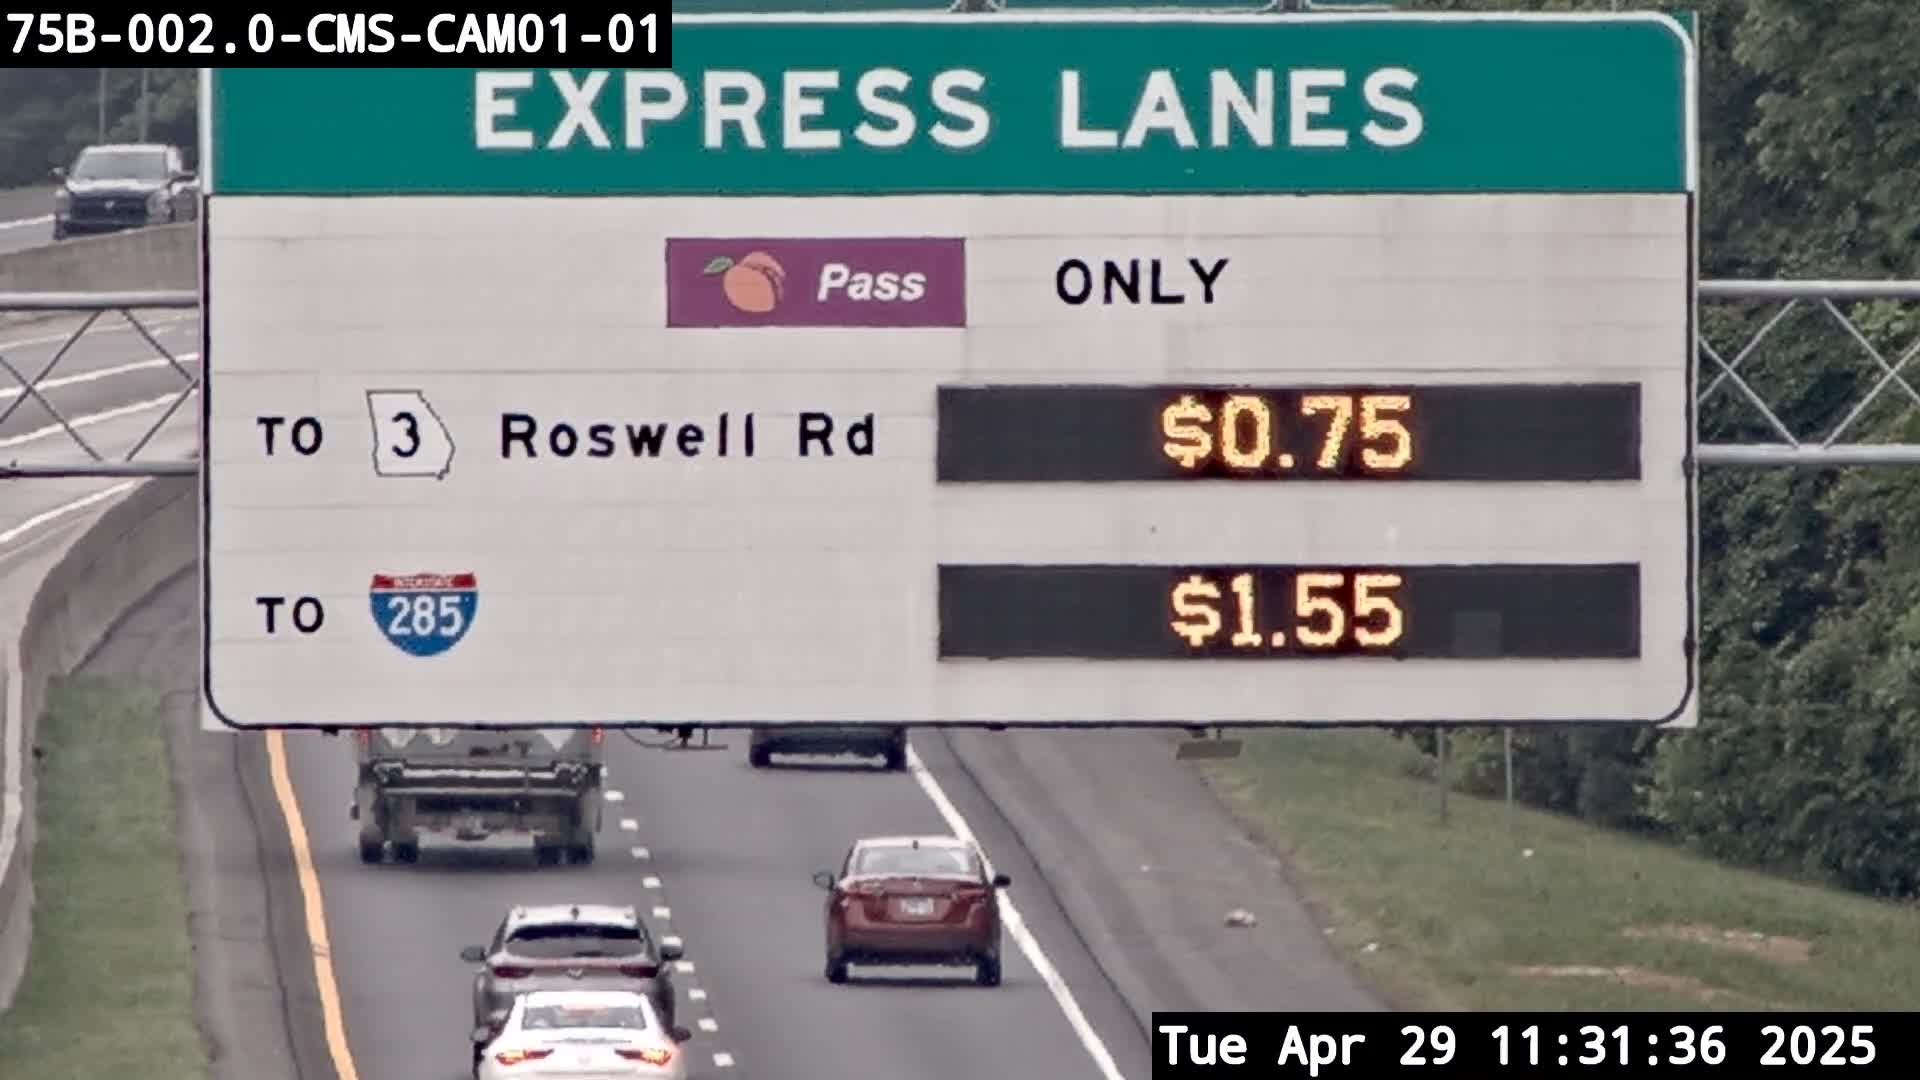 75B-002.0-CMS-CAM01-01
EXPRESS LANES
Pass ONLY
TO 3 Roswell Rd $0.75
INTERSTATE
TO 285 $1.55
Tue Apr 29 11:31:36 2025